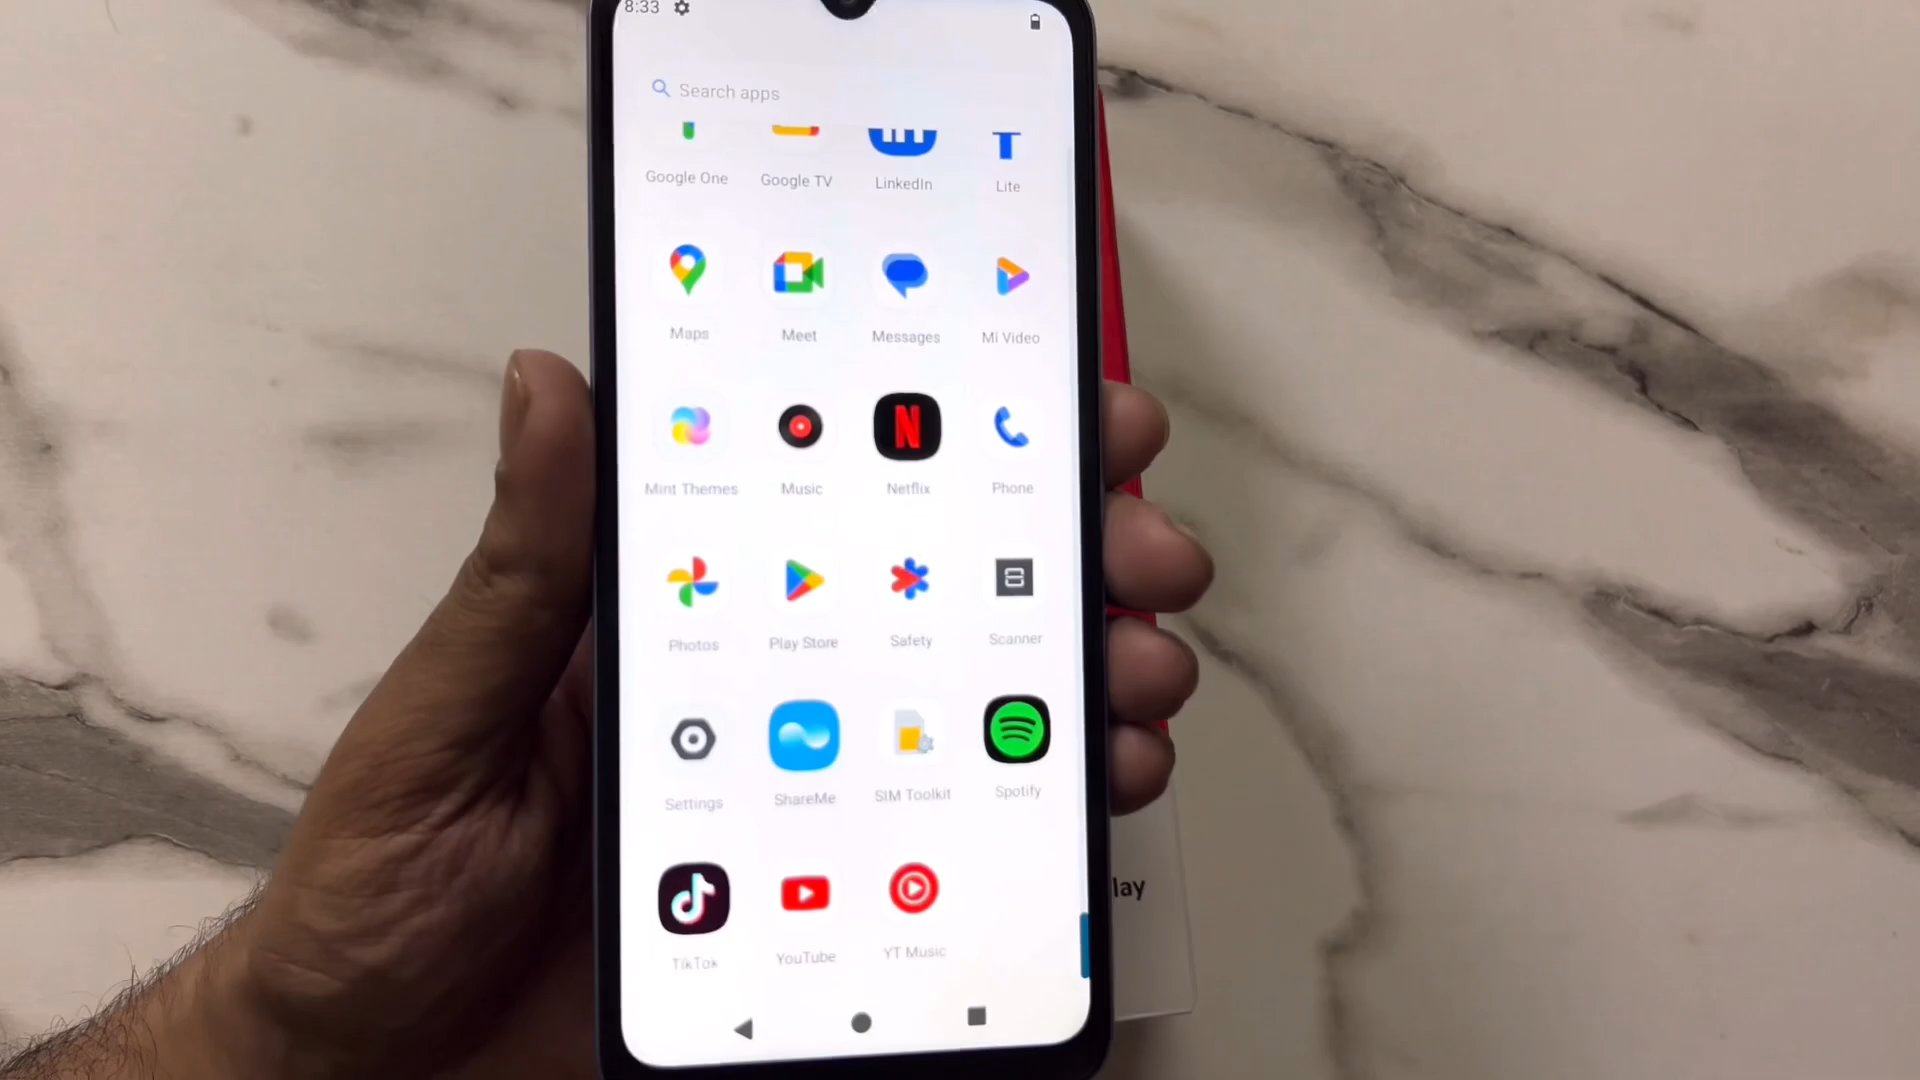 8:33
Search apps
Google One Google TV LinkedIn Lite
Maps Meet Messages Mi Video
Mint Themes Music Netflix Phone
Photos Play Store Safety Scanner
Settings ShareMe SIM Toolkit Spotify
TikTok YouTube YT Music
lay